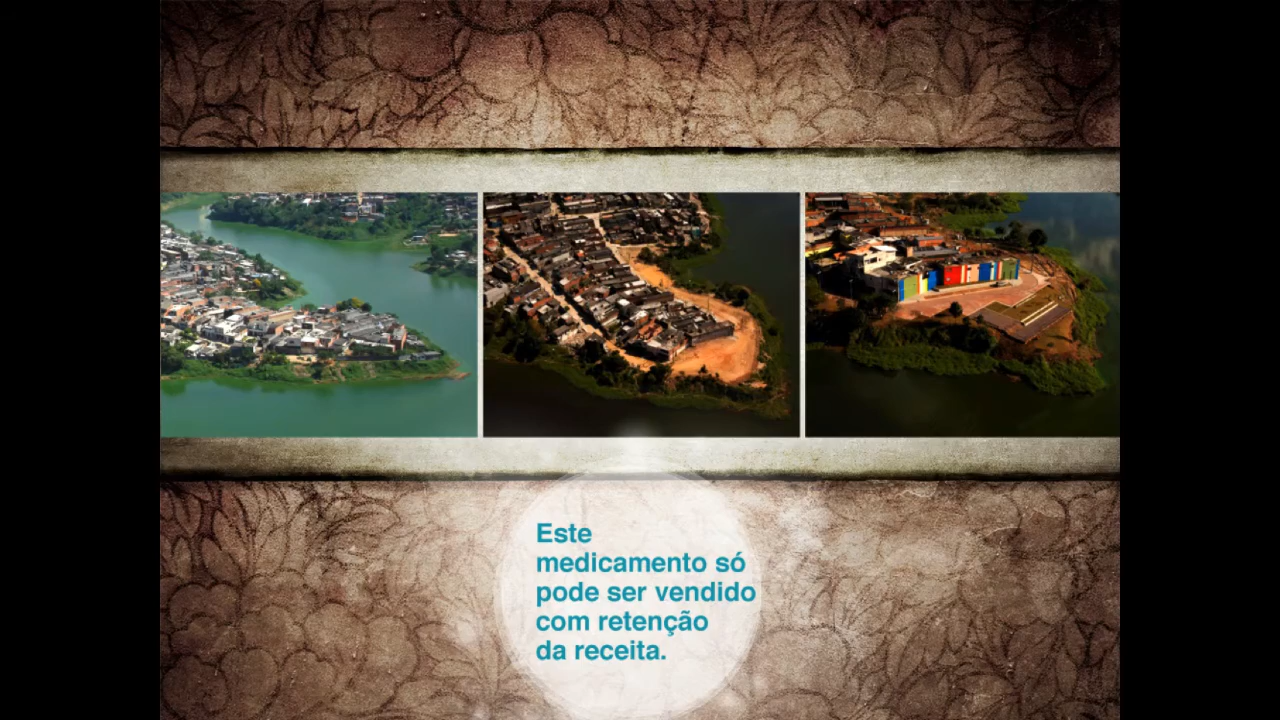 Este
medicamento só
pode ser vendido
com retenção
da receita.